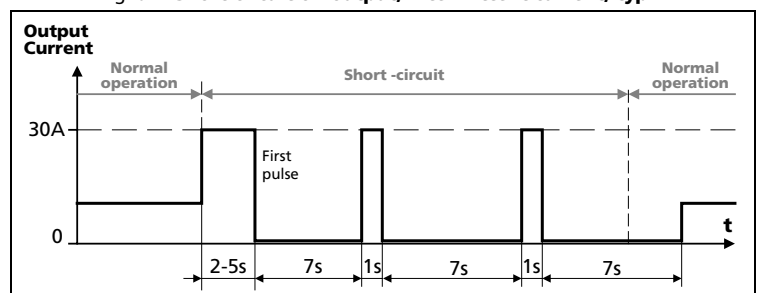 Output
Current
Normal
operation
Short -circuit
Normal
operation
30A
First
pulse
0
t
2-5s
7s
1s
7s
1s
7s